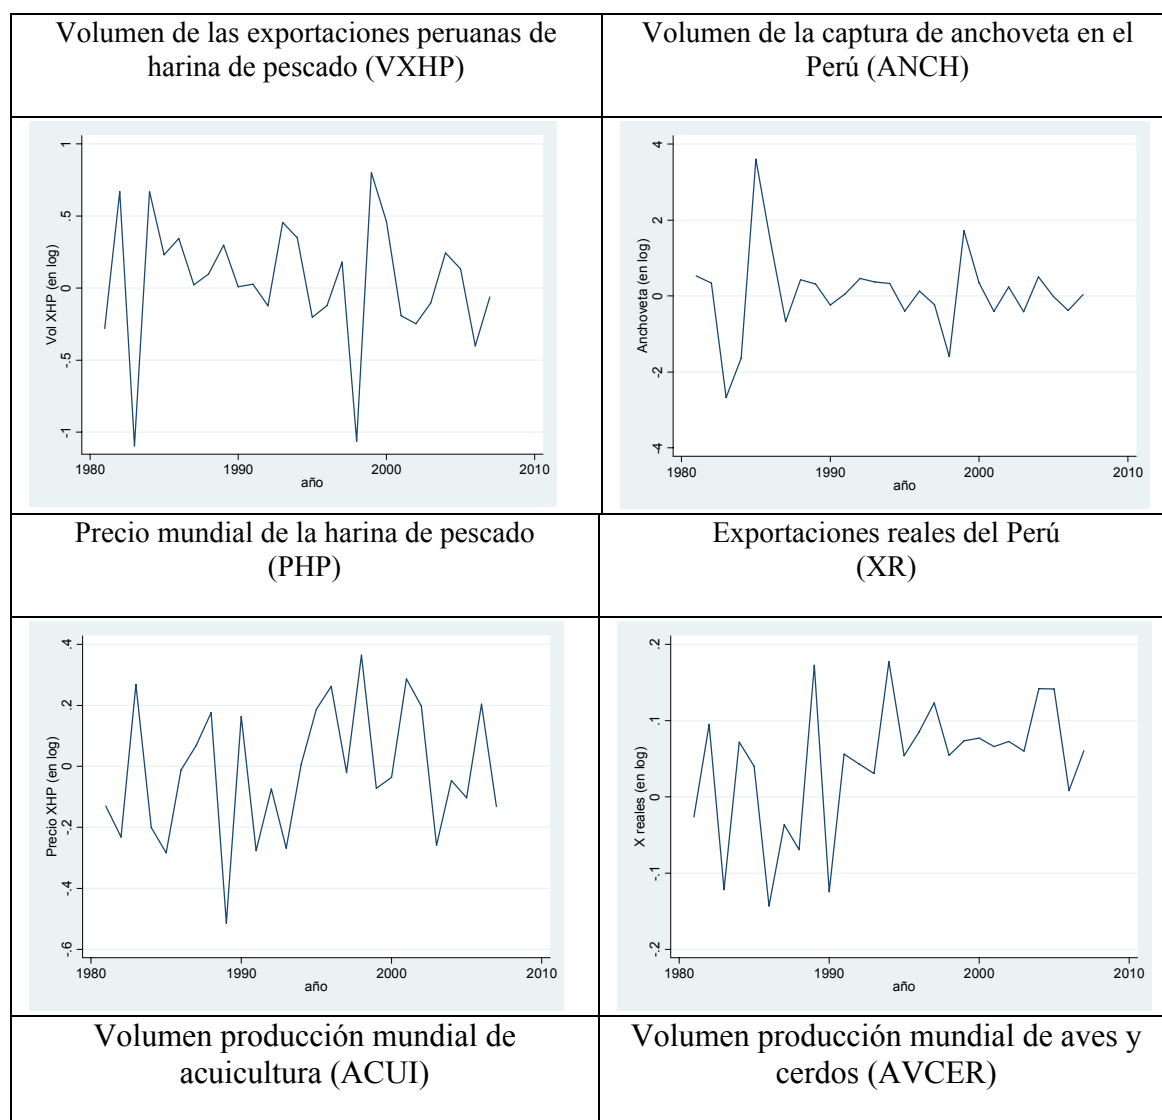 Volumen de las exportaciones peruanas de
harina de pescado (VXHP)
Volumen de la captura de anchoveta en el
Perú (ANCH)
Vol XHP (en log)
1
.5
0
-.5
-1
1980
1990
2000
2010
año
Anchoveta (en log)
4
2
0
-2
-4
1980
1990
2000
2010
año
Precio mundial de la harina de pescado
(PHP)
Exportaciones reales del Perú
(XR)
Precio XHP (en log)
.4
.2
0
-.2
-.4
-.6
1980
1990
2000
2010
año
X reales (en log)
.2
.1
0
-.1
-.2
1980
1990
2000
2010
año
Volumen producción mundial de
acuicultura (ACUI)
Volumen producción mundial de aves y
cerdos (AVCER)